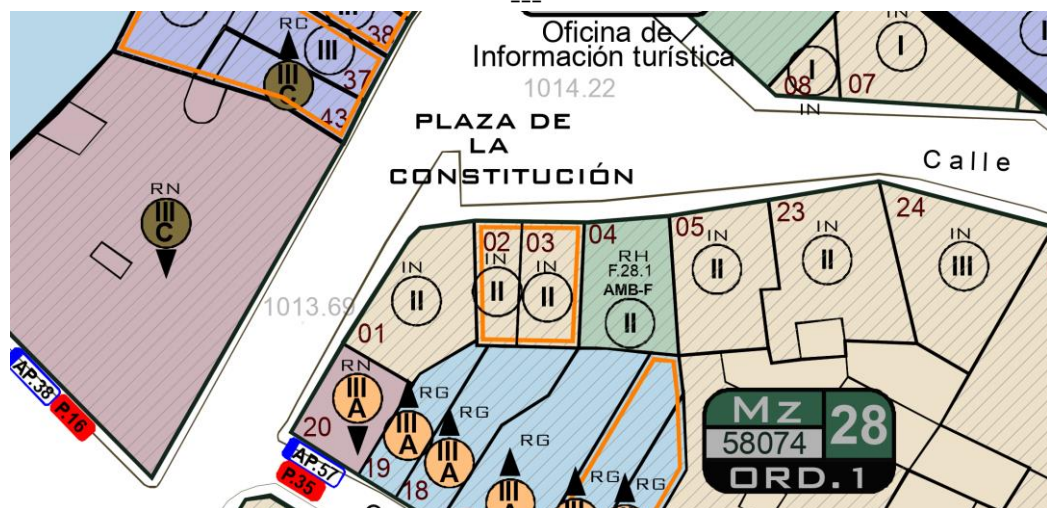 RC
III
C
III
38
37
43
Oficina de
Información turística
1014.22
I
08
IN
IN
I
07
PLAZA DE
LA
CONSTITUCIÓN
Calle
RN
III
C
1013.69
IN
II
01
02
IN
II
03
IN
II
04
RH
F.28.1
AMB-F
II
05
IN
II
23
IN
II
24
IN
III
AP.38
P.16
RN
III
A
20
AP.57
P.35
19
RG
III
A
18
RG
III
A
RG
III
A
RG
RG
Mz
58074
28
ORD.1